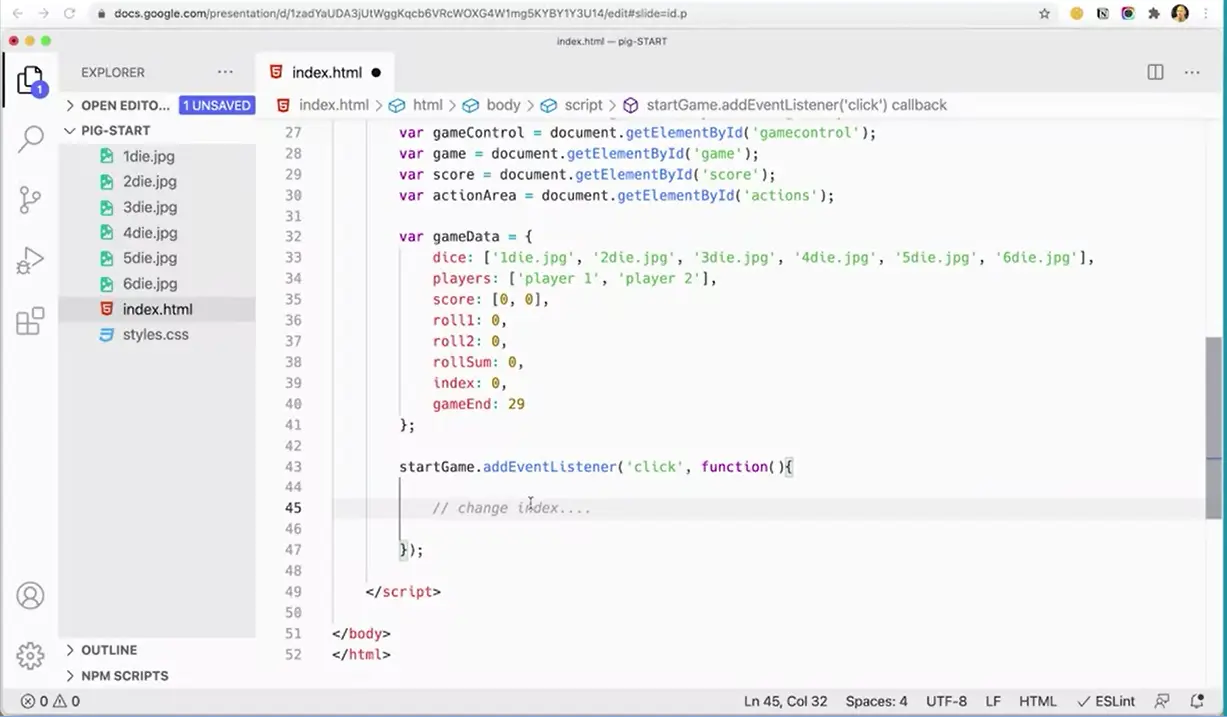 docs.google.com/presentation/d/1zadYaUDA3jUtWggKqcb6VRcWOXG4W1mg5KYBY1Y3U14/edit#slide=id.p
index.html — pig-START
EXPLORER
index.html
OPEN EDITO... 1 UNSAVED
index.html > html > body > script > startGame.addEventListener('click') callback
PIG-START
1die.jpg
2die.jpg
3die.jpg
4die.jpg
5die.jpg
6die.jpg
index.html
styles.css
OUTLINE
NPM SCRIPTS
1
27 var gameControl = document.getElementById('gamecontrol');
28 var game = document.getElementById('game');
29 var score = document.getElementById('score');
30 var actionArea = document.getElementById('actions');
31
32 var gameData = {
33 dice: ['1die.jpg', '2die.jpg', '3die.jpg', '4die.jpg', '5die.jpg', '6die.jpg'],
34 players: ['player 1', 'player 2'],
35 score: [0, 0],
36 roll1: 0,
37 roll2: 0,
38 rollSum: 0,
39 index: 0,
40 gameEnd: 29
41 };
42
43 startGame.addEventListener('click', function(){
44
45 // change index....
46
47 });
48
49 </script>
50
51 </body>
52 </html>
0 0 Ln 45, Col 32 Spaces: 4 UTF-8 LF HTML ESLint